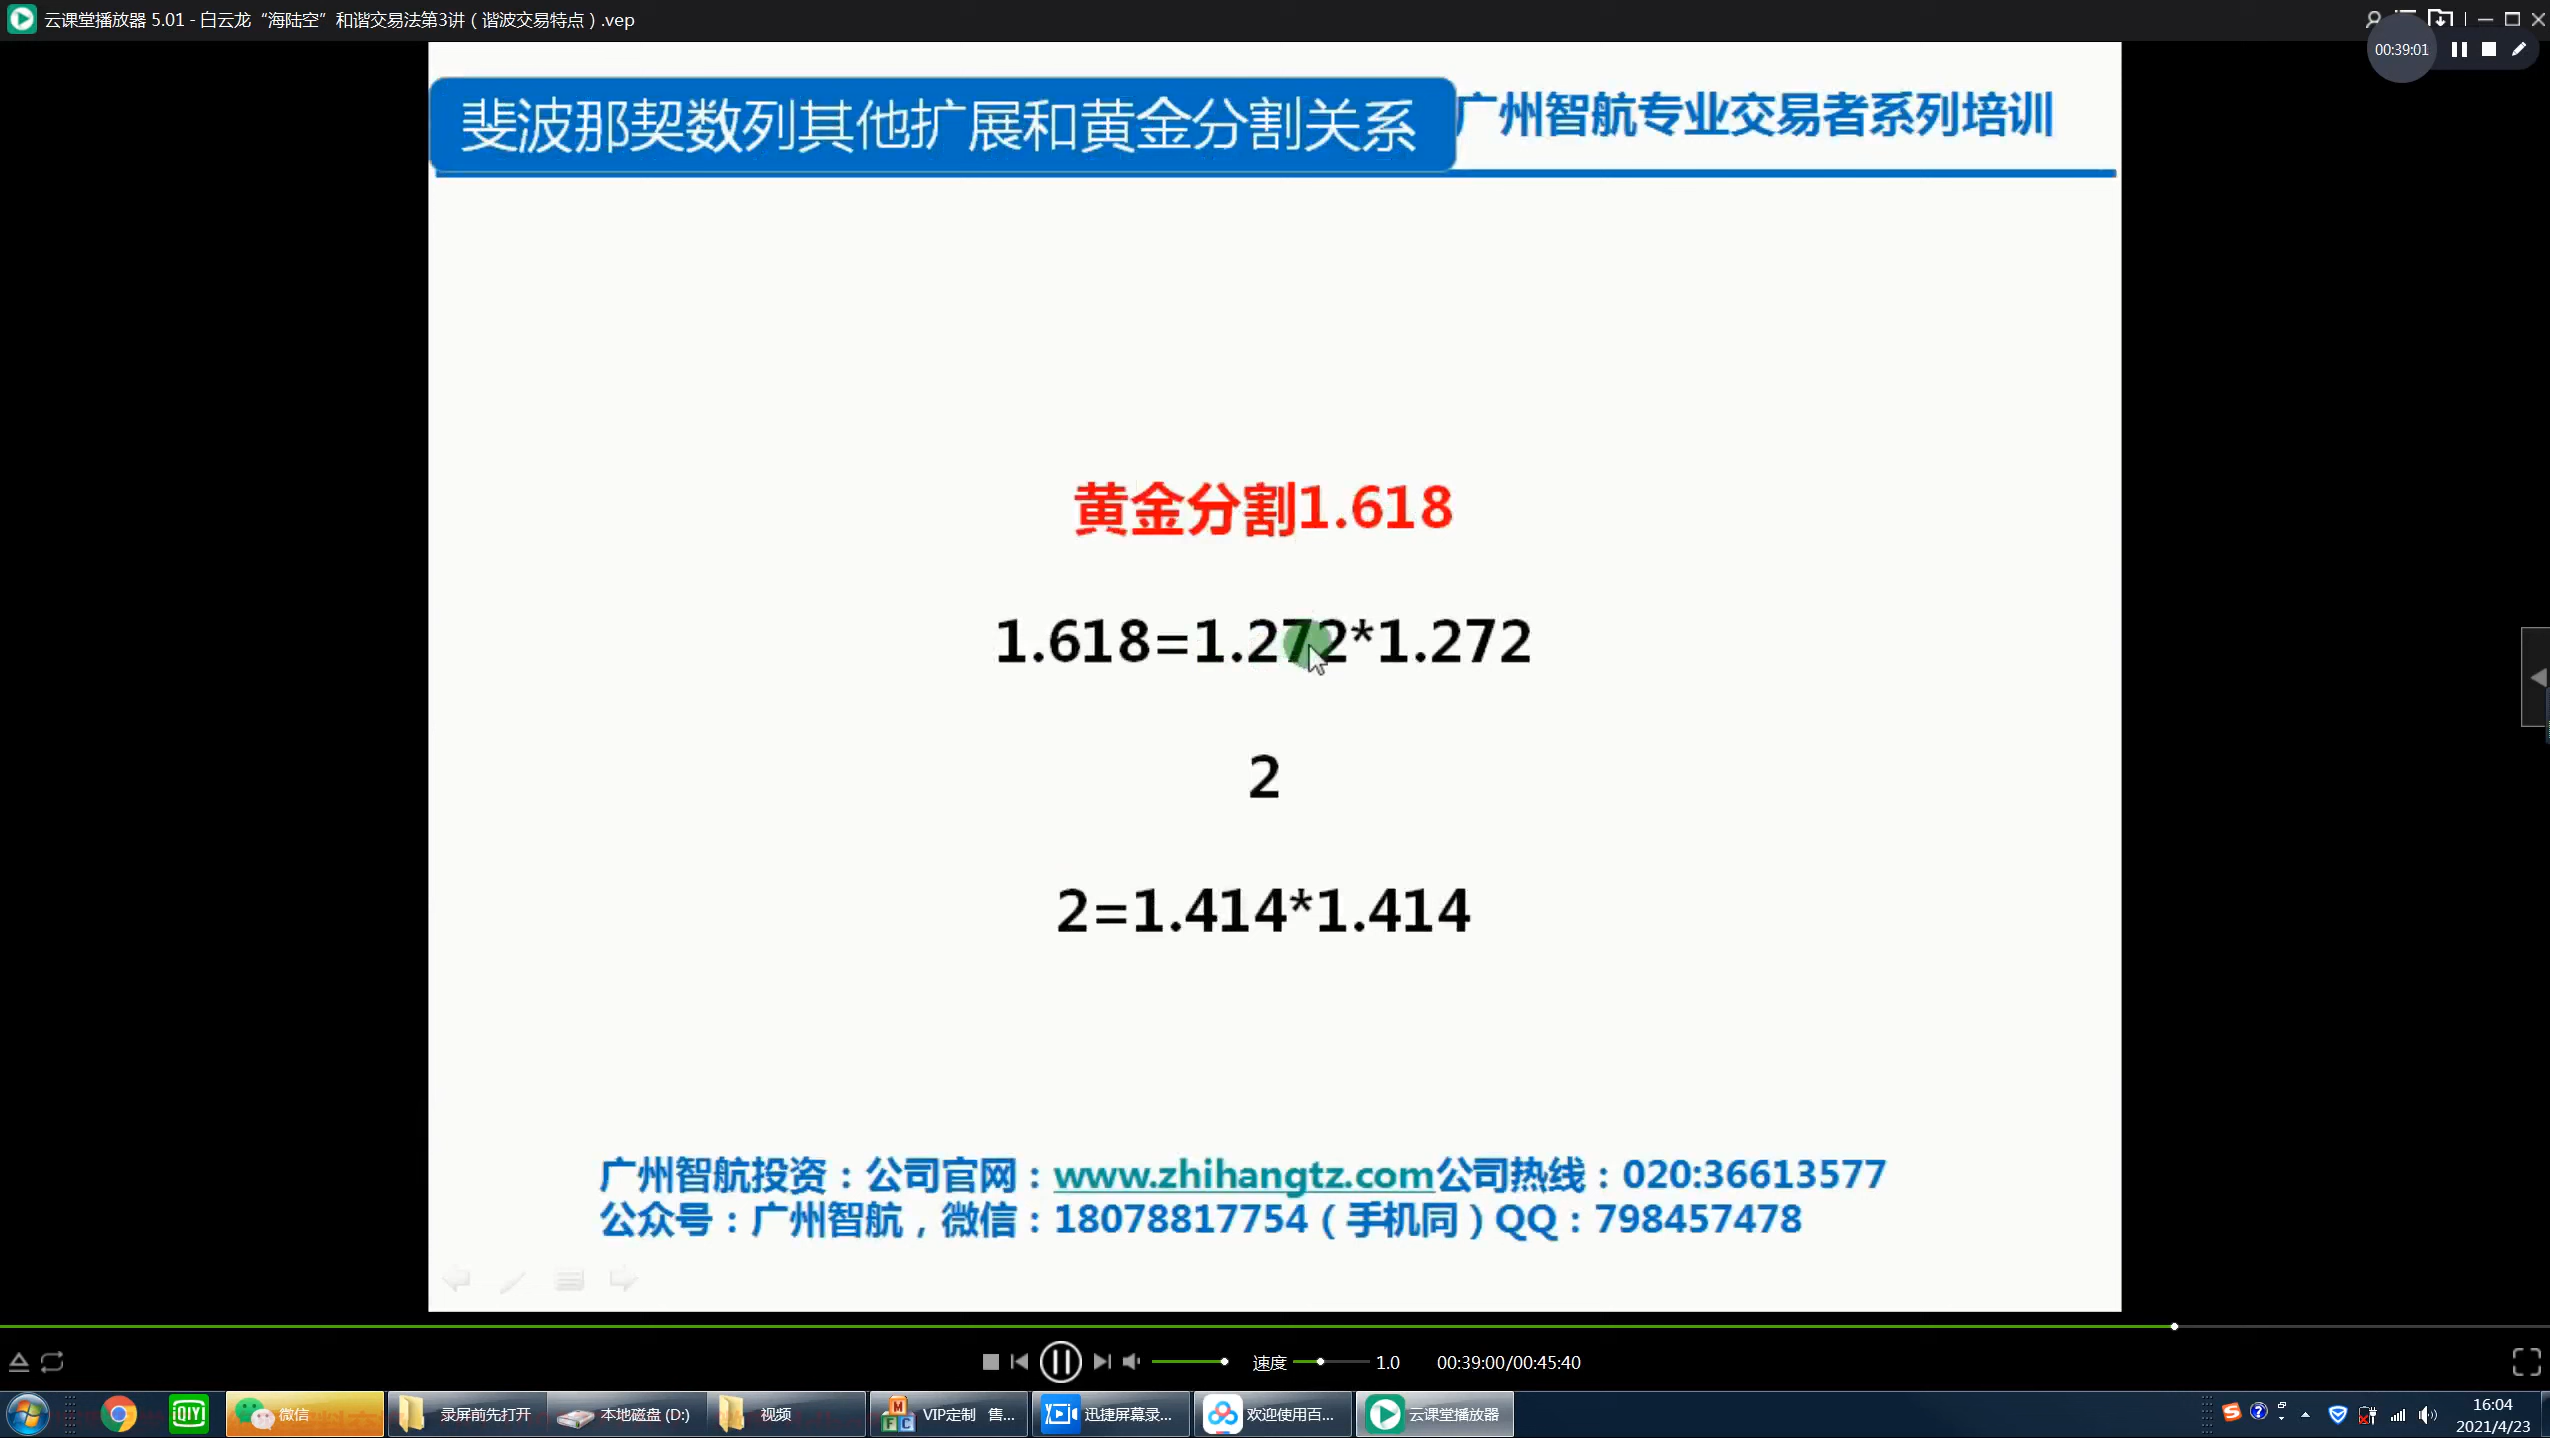 云课堂播放器 5.01 - 白云龙“海陆空”和谐交易法第3讲（谐波交易特点）.vep
00:39:01
斐波那契数列其他扩展和黄金分割关系
广州智航专业交易者系列培训
黄金分割1.618
1.618=1.272*1.272
2
2=1.414*1.414
广州智航投资：公司官网：www.zhihangtz.com公司热线：020:36613577
公众号：广州智航，微信：18078817754（手机同）QQ：798457478
速度 1.0 00:39:00/00:45:40
iQIYI 微信 录屏前先打开 本地磁盘 (D:) 视频 VIP定制 售... 迅捷屏幕录... 欢迎使用百... 云课堂播放器 16:04
2021/4/23